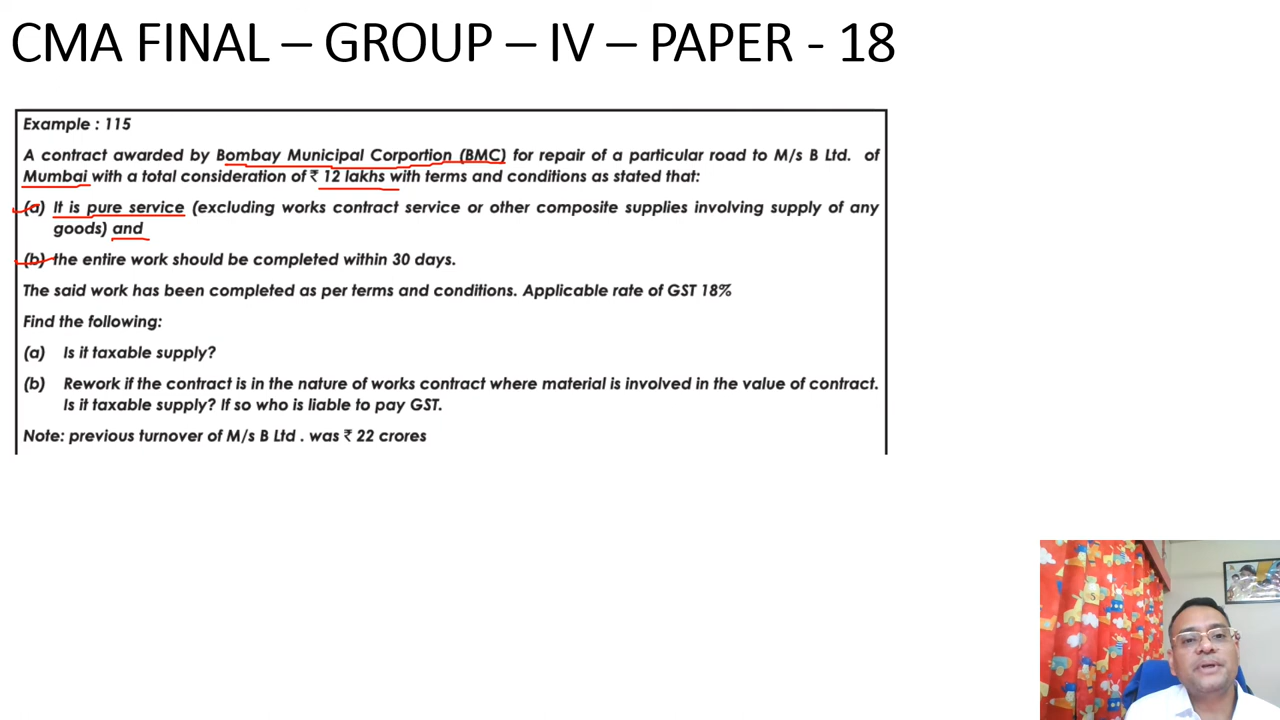 CMA FINAL – GROUP – IV – PAPER - 18
Example : 115
A contract awarded by Bombay Municipal Corportion (BMC) for repair of a particular road to M/s B Ltd. of
Mumbai with a total consideration of ₹ 12 lakhs with terms and conditions as stated that:
(a) It is pure service (excluding works contract service or other composite supplies involving supply of any
goods) and
(b) the entire work should be completed within 30 days.
The said work has been completed as per terms and conditions. Applicable rate of GST 18%
Find the following:
(a) Is it taxable supply?
(b) Rework if the contract is in the nature of works contract where material is involved in the value of contract.
Is it taxable supply? If so who is liable to pay GST.
Note: previous turnover of M/s B Ltd . was ₹ 22 crores